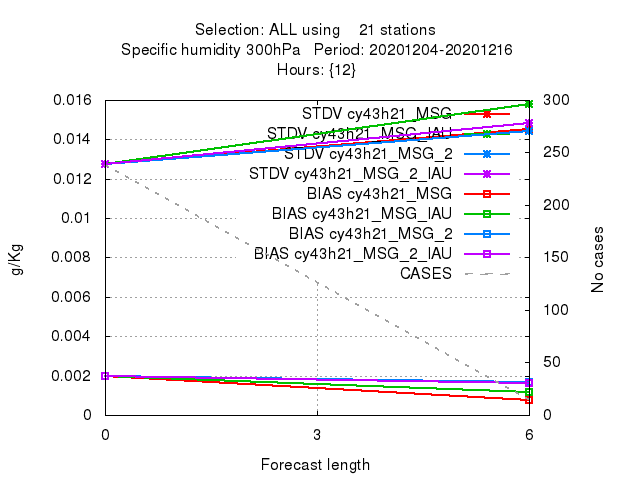 Selection: ALL using 21 stations
Specific humidity 300hPa Period: 20201204-20201216
Hours: {12}
0.016
0.014
0.012
0.01
0.008
0.006
0.004
0.002
0
g/Kg
STDV cy43h21_MSG
STDV cy43h21_MSG_IAU
STDV cy43h21_MSG_2
STDV cy43h21_MSG_2_IAU
BIAS cy43h21_MSG
BIAS cy43h21_MSG_IAU
BIAS cy43h21_MSG_2
BIAS cy43h21_MSG_2_IAU
CASES
300
250
200
150
100
50
0
No cases
0 3 6
Forecast length